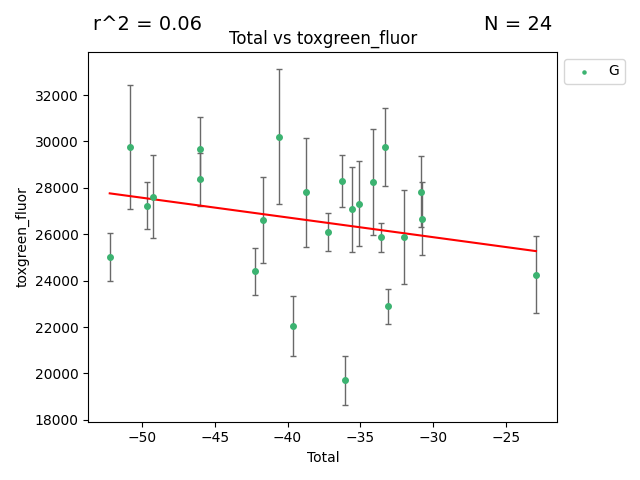 r^2 = 0.06
N = 24
Total vs toxgreen_fluor
G
32000
30000
28000
26000
24000
22000
20000
18000
toxgreen_fluor
−50
−45
−40
−35
−30
−25
Total